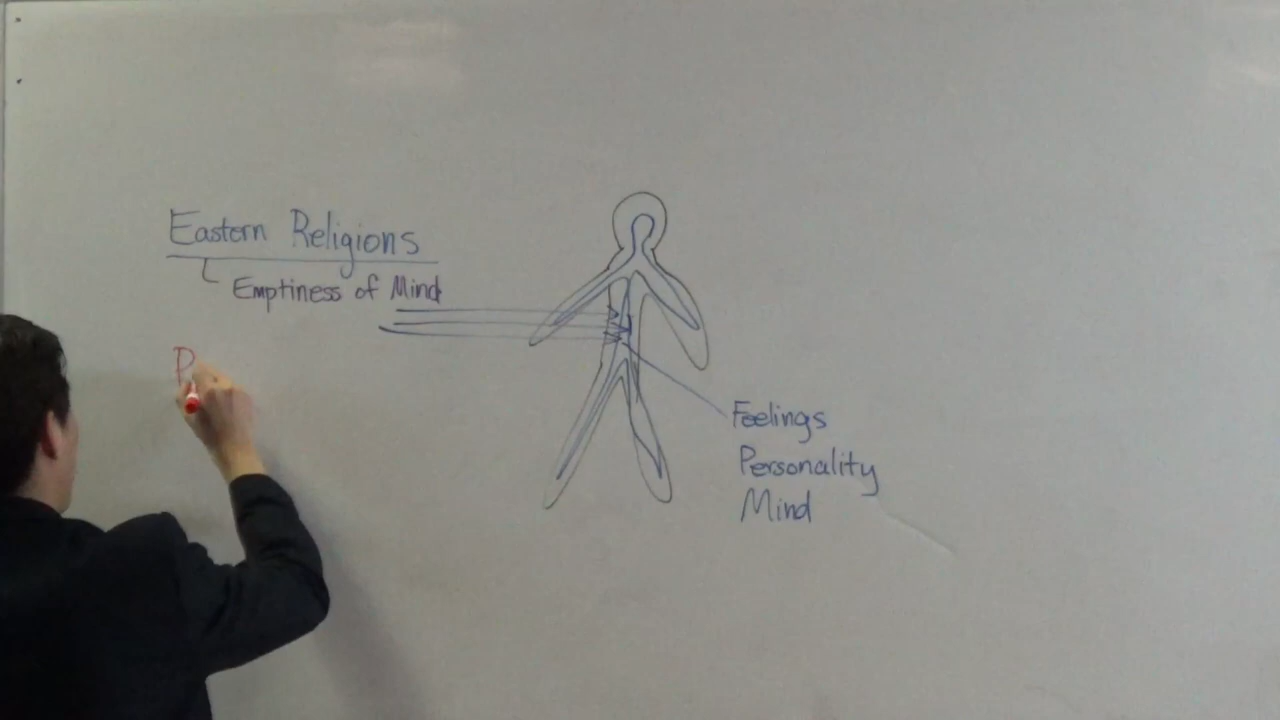 Eastern Religions
Emptiness of Mind
P
Feelings
Personality
Mind